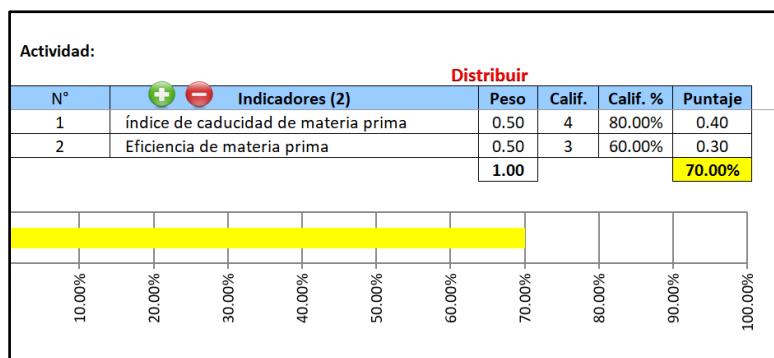 Actividad:
Distribuir
N° Indicadores (2) Peso Calif. Calif. % Puntaje
1 índice de caducidad de materia prima 0.50 4 80.00% 0.40
2 Eficiencia de materia prima 0.50 3 60.00% 0.30
1.00 70.00%
10.00% 20.00% 30.00% 40.00% 50.00% 60.00% 70.00% 80.00% 90.00% 100.00%